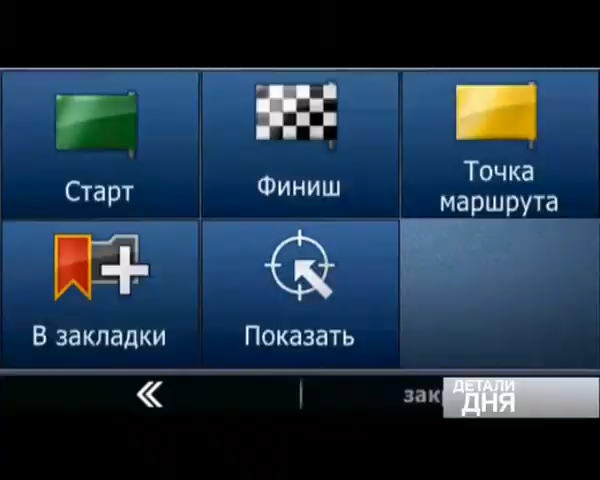 Старт
Финиш
Точка
маршрута
В закладки
Показать
ДЕТАЛИ
ДНЯ